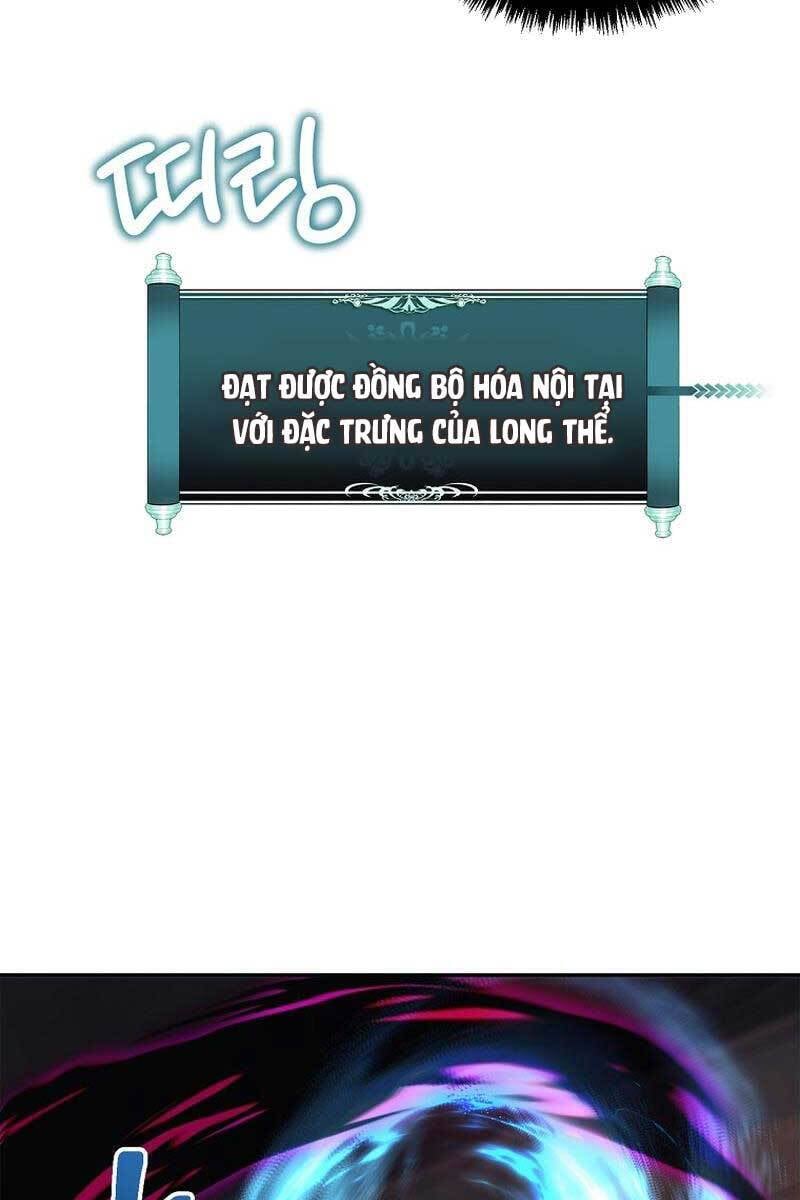 띠링
ĐẠT ĐƯỢC ĐỒNG BỘ HÓA NỘI TẠI
VỚI ĐẶC TRƯNG CỦA LONG THỂ.